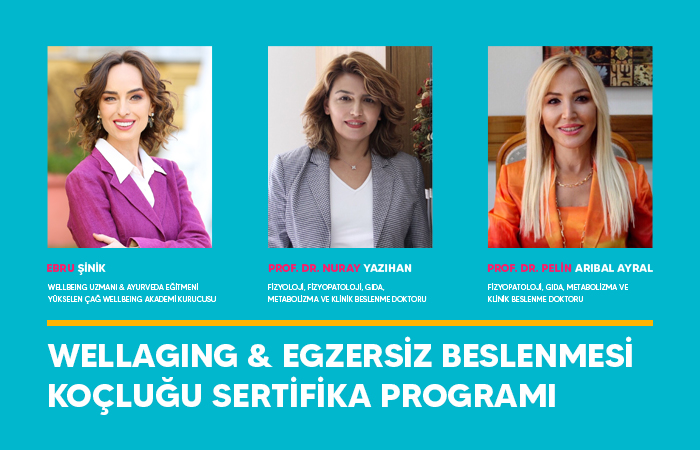 EBRU ŞİNİK
WELLBEING UZMANI & AYURVEDA EĞİTMENİ
YÜKSELEN ÇAĞ WELLBEING AKADEMİ KURUCUSU
PROF. DR. NURAY YAZIHAN
FİZYOLOJİ, FİZYOPATOLOJİ, GIDA,
METABOLİZMA VE KLİNİK BESLENME DOKTORU
PROF. DR. PELİN ARIBAL AYRAL
FİZYOPATOLOJİ, GIDA, METABOLİZMA VE
KLİNİK BESLENME DOKTORU
WELLAGING & EGZERSİZ BESLENMESİ
KOÇLUĞU SERTİFİKA PROGRAMI